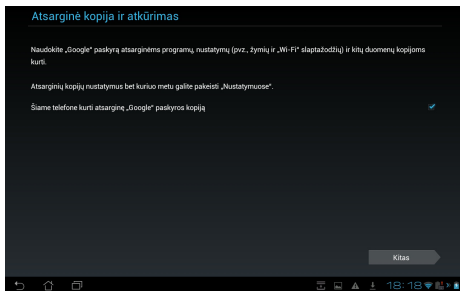 Atsarginė kopija ir atkūrimas
Naudokite „Google“ paskyrą atsarginėms programų, nustatymų (pvz., žymių ir „Wi-Fi“ slaptažodžių) ir kitų duomenų kopijoms
kurti.
Atsarginių kopijų nustatymus bet kuriuo metu galite pakeisti „Nustatymuose“.
Šiame telefone kurti atsarginę „Google“ paskyros kopiją
Kitas
18:18